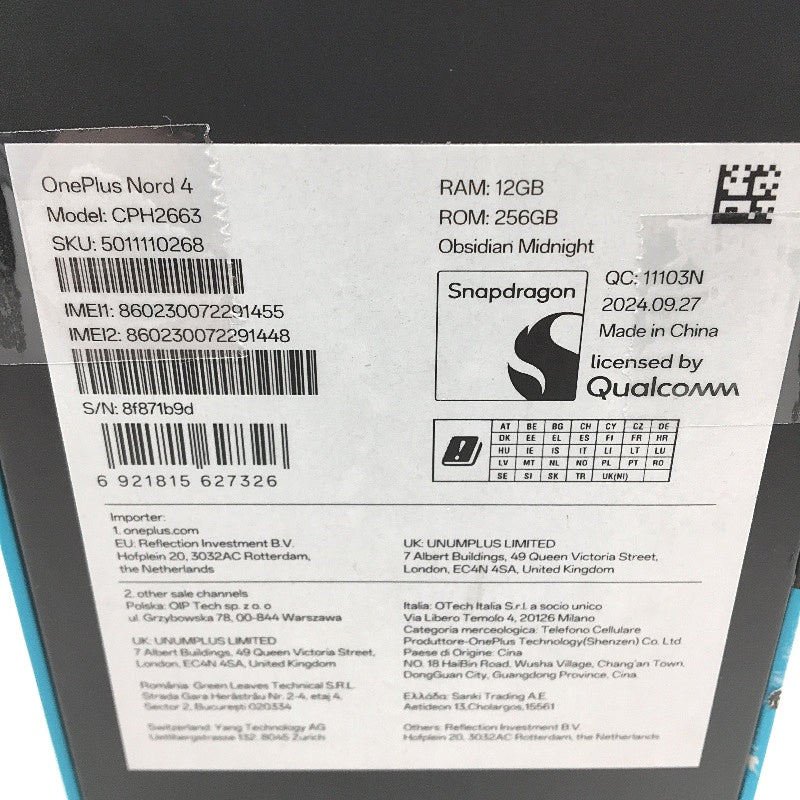 OnePlus Nord 4
Model: CPH2663
SKU: 5011110268
IMEI1: 860230072291455
IMEI2: 860230072291448
S/N: 8f871b9d
6 921815 627326
RAM: 12GB
ROM: 256GB
Obsidian Midnight
Snapdragon
QC: 11103N
2024.09.27
Made in China
licensed by
Qualcomm
AT BE BG CH CY CZ DE
DK EE EL ES FI FR HR
HU IE IS IT LI LT LU
LV MT NL NO PL PT RO
SE SI SK TR UK(NI)
Importer:
1. oneplus.com
EU: Reflection Investment B.V.
Hofplein 20, 3032AC Rotterdam,
the Netherlands
UK: UNUMPLUS LIMITED
7 Albert Buildings, 49 Queen Victoria Street,
London, EC4N 4SA, United Kingdom
2. other sale channels
Polska: OIP Tech sp. z o. o
ul. Grzybowska 78, 00-844 Warszawa
UK: UNUMPLUS LIMITED
7 Albert Buildings, 49 Queen Victoria Street,
London, EC4N 4SA, United Kingdom
România: Green Leaves Technical S.R.L
Strada Gara Herăstrău Nr. 2-4, etaj 4,
Sector 2, Bucureşti 020334
Switzerland: Yang Technology AG
132, 8045 Zurich
Italia: OTech Italia S.r.l. a socio unico
Via Libero Temolo 4, 20126 Milano
Categoria merceologica: Telefono Cellulare
Produttore-OnePlus Technology(Shenzen) Co. Ltd
Paese di Origine: Cina
NO. 18 HaiBin Road, Wusha Village, Chang'an Town,
DongGuan City, Guangdong Province, Cina.
Ελλάδα: Sanki Trading A.E.
Aetideon 13,Cholargos,15561
Others: Reflection Investment B.V.
Hofplein 20, 3032AC Rotterdam, the Netherlands